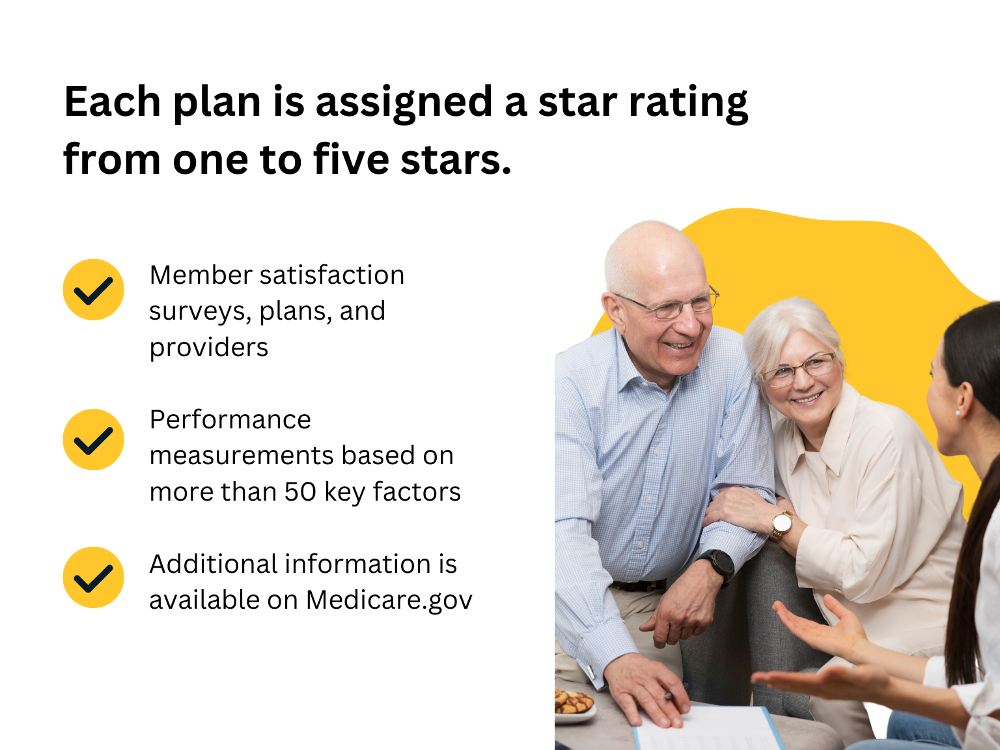 Each plan is assigned a star rating
from one to five stars.
Member satisfaction
surveys, plans, and
providers
Performance
measurements based on
more than 50 key factors
Additional information is
available on Medicare.gov